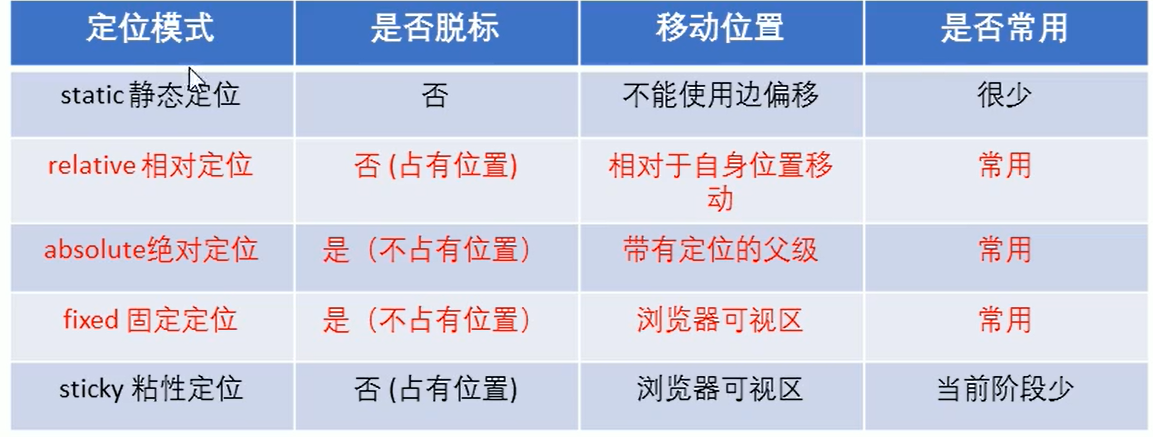 定位模式 是否脱标 移动位置 是否常用
static 静态定位 否 不能使用边偏移 很少
relative 相对定位 否 (占有位置) 相对于自身位置移 常用
动
absolute绝对定位 是（不占有位置） 带有定位的父级 常用
fixed 固定定位 是（不占有位置） 浏览器可视区 常用
sticky 粘性定位 否 (占有位置) 浏览器可视区 当前阶段少